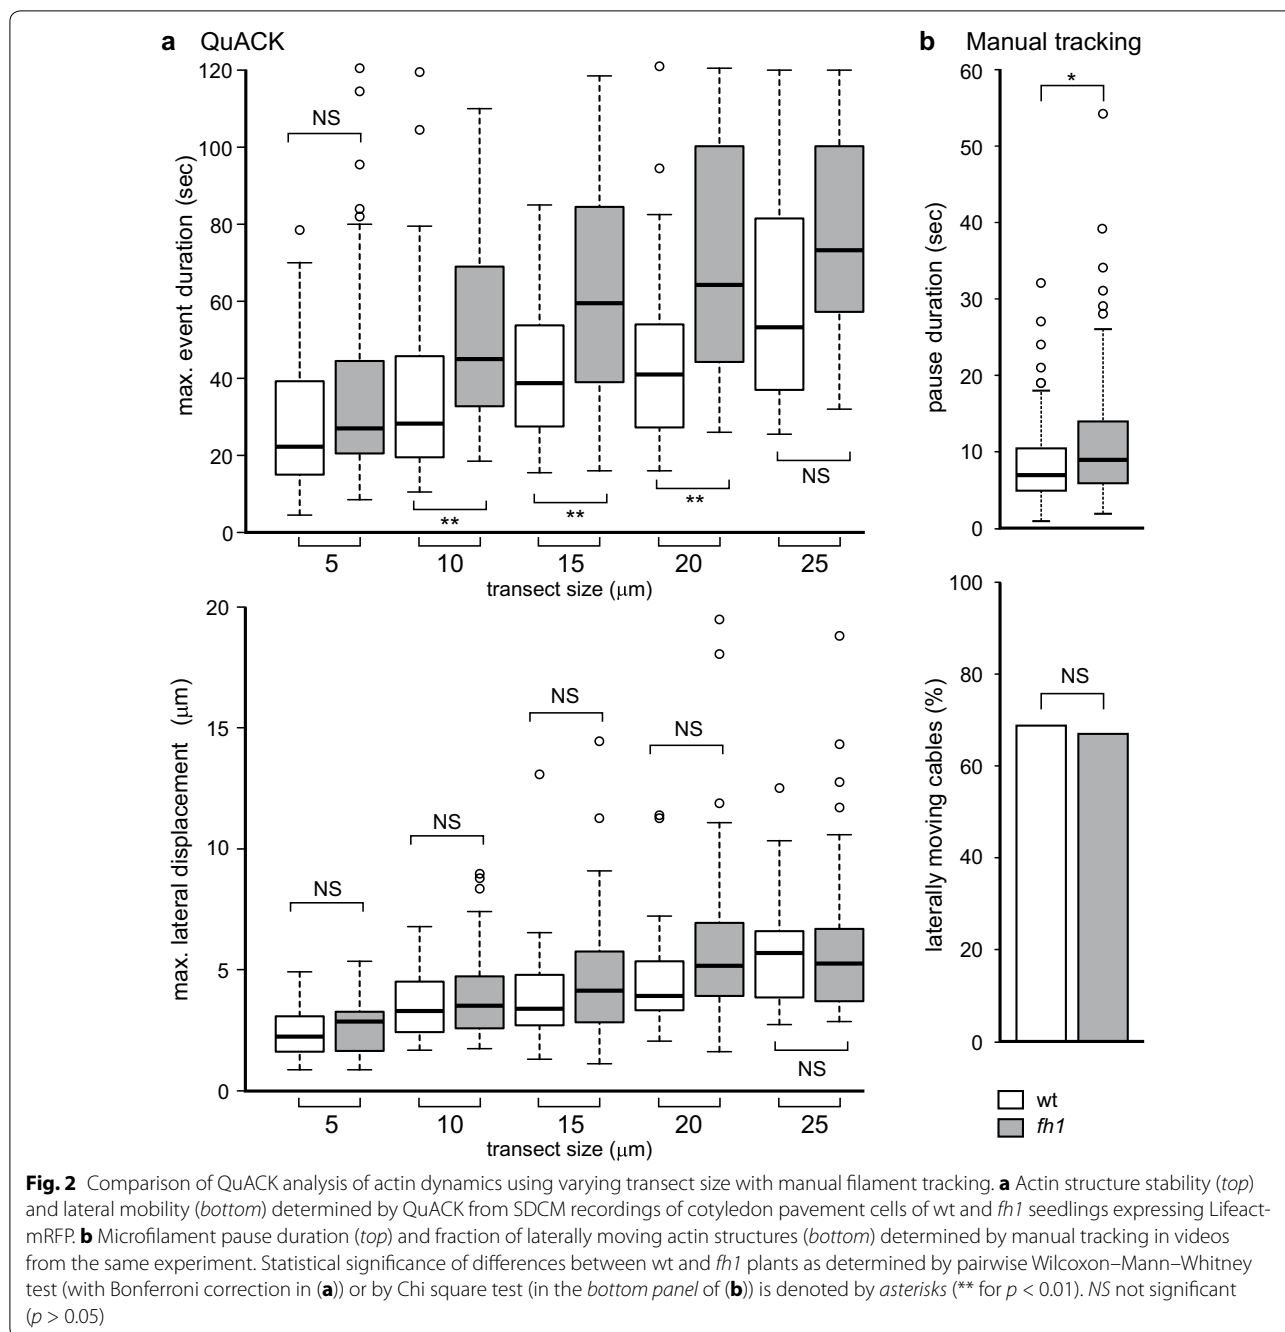 a QuACK
120
100
80
60
40
20
0
max. event duration (sec)
NS
**
**
**
NS
5 10 15 20 25
transect size (μm)
20
15
10
5
0
max. lateral displacement (μm)
NS
NS
NS
NS
NS
5 10 15 20 25
transect size (μm)
b Manual tracking
60
50
40
30
20
10
0
pause duration (sec)
*
100
80
60
40
20
0
laterally moving cables (%)
NS
wt
fh1
Fig. 2 Comparison of QuACK analysis of actin dynamics using varying transect size with manual filament tracking. a Actin structure stability (top)
and lateral mobility (bottom) determined by QuACK from SDCM recordings of cotyledon pavement cells of wt and fh1 seedlings expressing Lifeact-
mRFP. b Microfilament pause duration (top) and fraction of laterally moving actin structures (bottom) determined by manual tracking in videos
from the same experiment. Statistical significance of differences between wt and fh1 plants as determined by pairwise Wilcoxon–Mann–Whitney
test (with Bonferroni correction in (a)) or by Chi square test (in the bottom panel of (b)) is denoted by asterisks (** for p < 0.01). NS not significant
(p > 0.05)